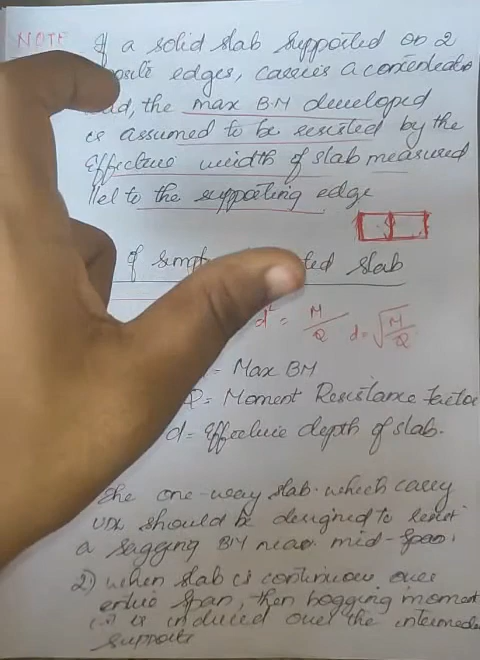 NOTE If a solid slab supported on 2
edges, carries a concentrated
the max B.M developed
is assumed to be resisted by the
effective width of slab measured
llel to the supporting edge
of slab
d² = M/Q d = √M/Q
= Max BM
Q = Moment Resistance factor
d = effective depth of slab.
The one-way slab which carry
UDL should be designed to resist
a sagging BM near mid-span.
2) when slab is continuous over
entire span, then hogging moment
is induced over the intermediate
supports